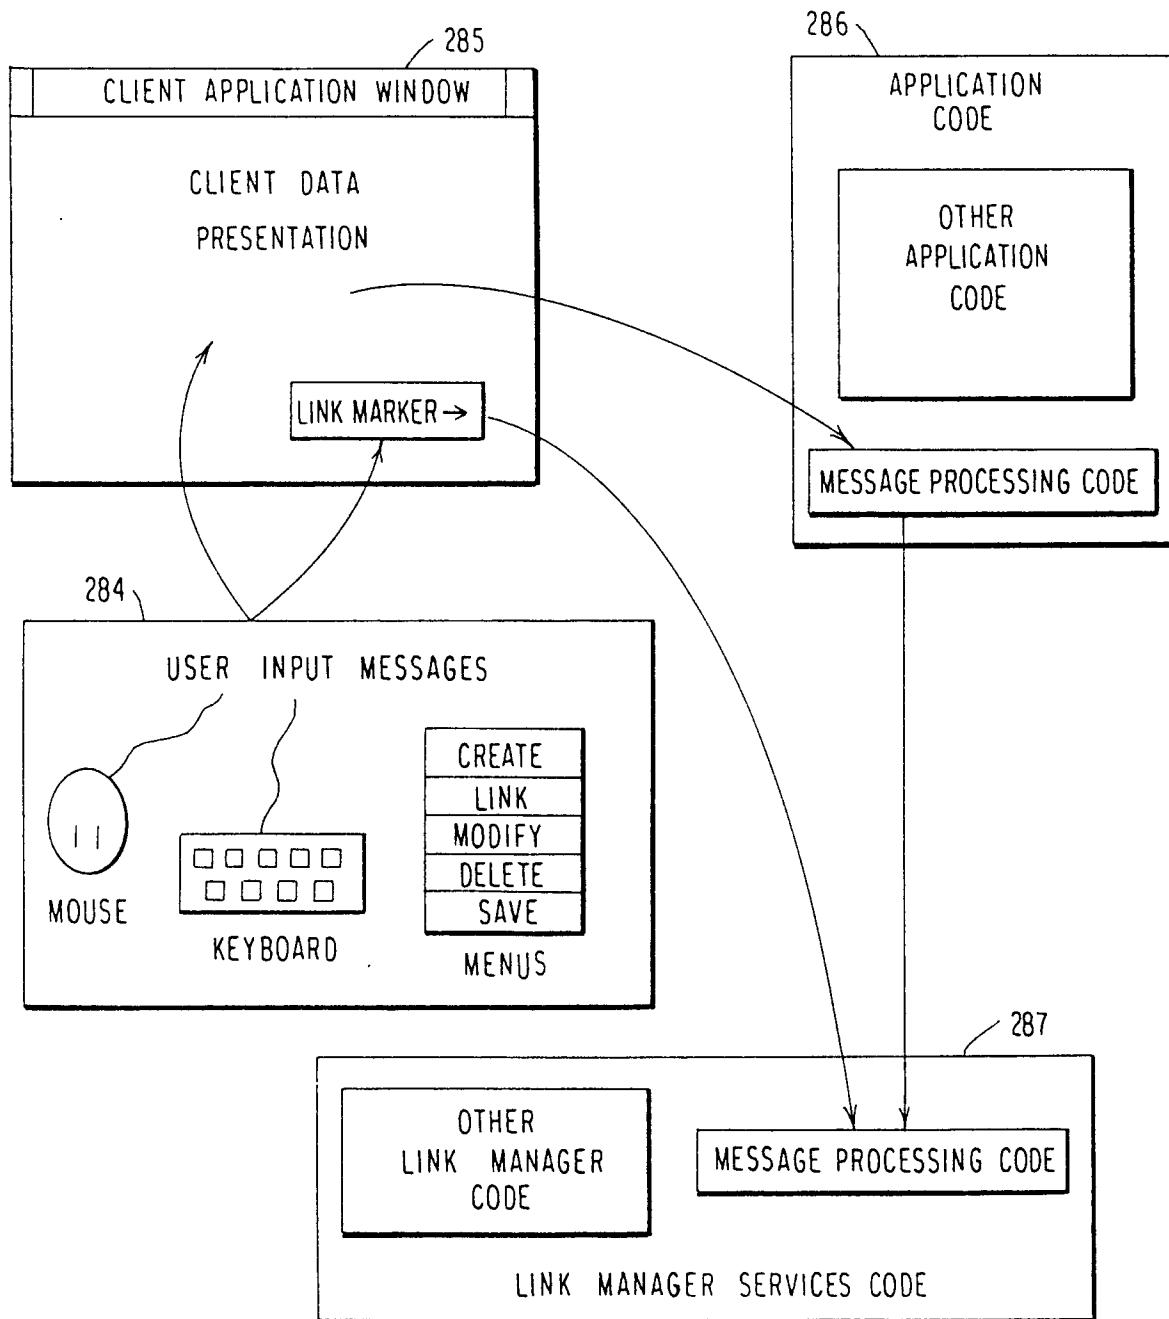 285
CLIENT APPLICATION WINDOW
CLIENT DATA
PRESENTATION
LINK MARKER →
286
APPLICATION
CODE
OTHER
APPLICATION
CODE
MESSAGE PROCESSING CODE
284
USER INPUT MESSAGES
MOUSE
KEYBOARD
CREATE
LINK
MODIFY
DELETE
SAVE
MENUS
287
OTHER
LINK MANAGER
CODE
MESSAGE PROCESSING CODE
LINK MANAGER SERVICES CODE